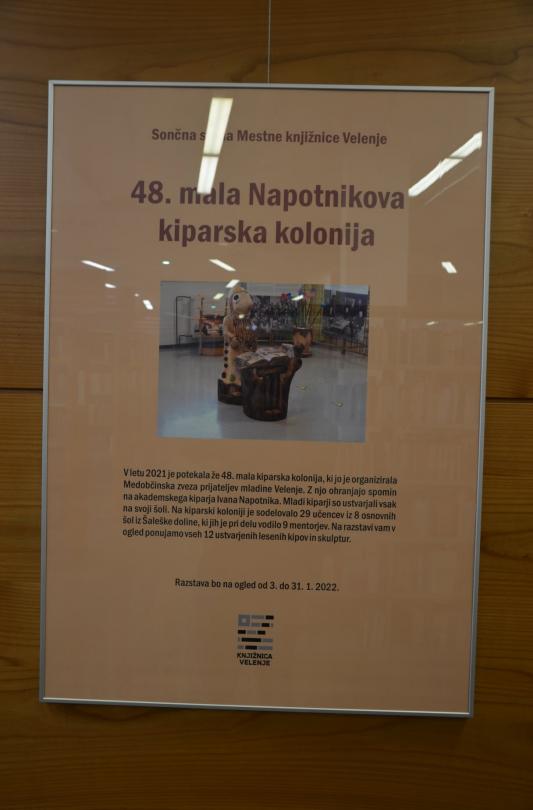 Sončna s na Mestne knjižnice Velenje
48. mala Napotnikova
kiparska kolonija
V letu 2021 je potekala že 48. mala kiparska kolonija, ki jo je organizirala
Medobčinska zveza prijateljev mladine Velenje. Z njo ohranjajo spomin
na akademskega kiparja Ivana Napotnika. Mladi kiparji so ustvarjali vsak
na svoji šoli. Na kiparski koloniji je sodelovalo 29 učencev iz 8 osnovnih
šol iz Šaleške doline, ki jih je pri delu vodilo 9 mentorjev. Na razstavi vam v
ogled ponujamo vseh 12 ustvarjenih lesenih kipov in skulptur.
Razstava bo na ogled od 3. do 31. 1. 2022.
KNJIŽNICA
VELENJE